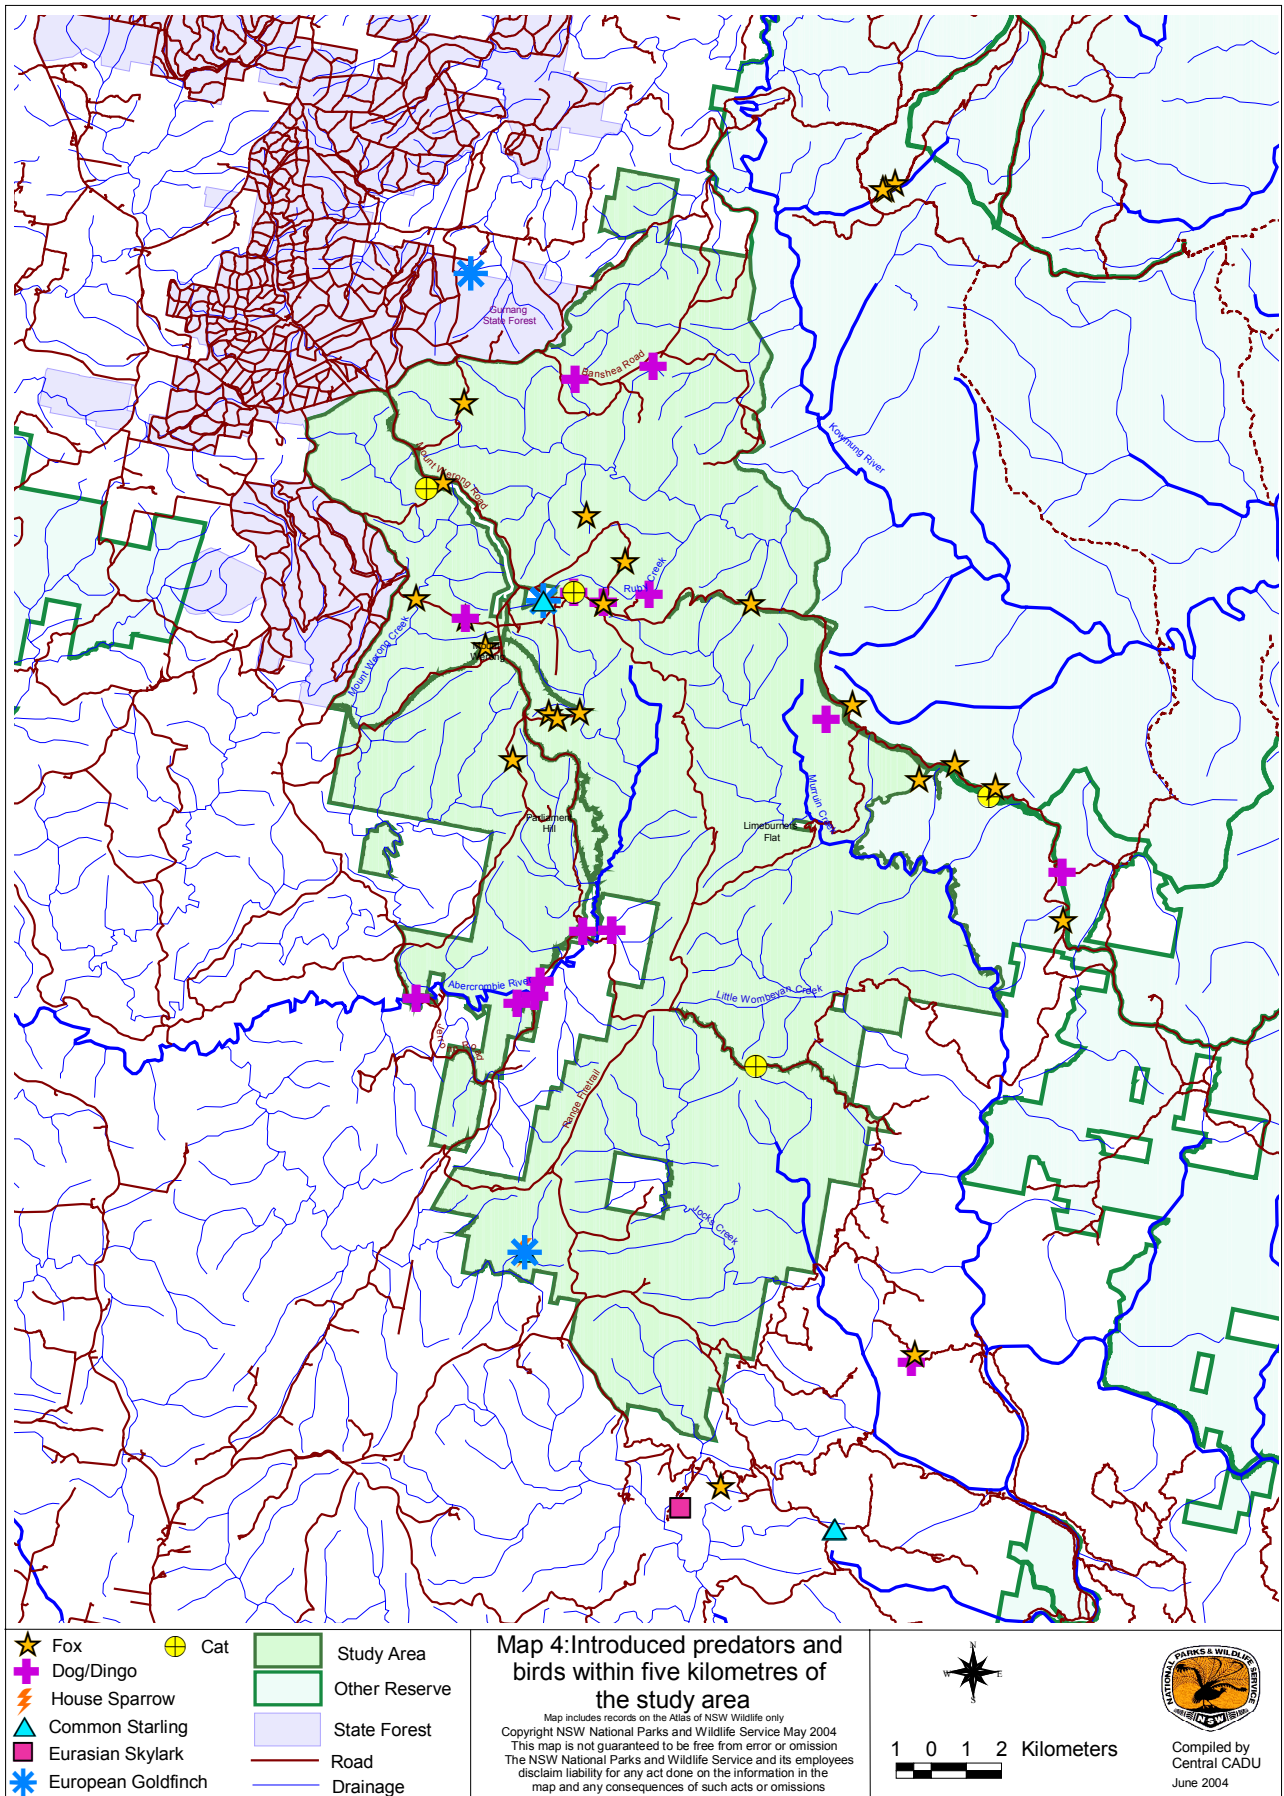 Gurnang
State Forest
Banshea Road
Kowmung River
Mount Werong Road
Ruby Creek
Mount Werong Creek
Mount
Werong
Murruin Creek
Parliament
Hill
Limeburners
Flat
Abercrombie River
Little Wombeyan Creek
Road
Range Firetrail
Jocks Creek
Fox
Cat
Dog/Dingo
House Sparrow
Common Starling
Eurasian Skylark
European Goldfinch
Study Area
Other Reserve
State Forest
Road
Drainage
Map 4:Introduced predators and
birds within five kilometres of
the study area
Map includes records on the Atlas of NSW Wildlife only
Copyright NSW National Parks and Wildlife Service May 2004
This map is not guaranteed to be free from error or omission
The NSW National Parks and Wildlife Service and its employees
disclaim liability for any act done on the information in the
map and any consequences of such acts or omissions
N
W E
S
1 0 1 2 Kilometers
NATIONAL PARKS & WILDLIFE SERVICE
NSW
Compiled by
Central CADU
June 2004